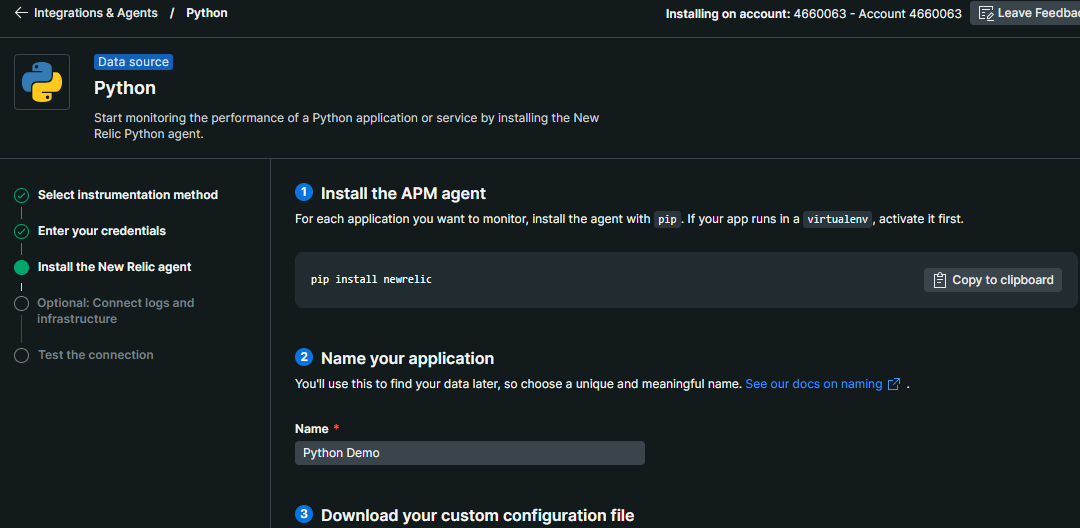 Integrations & Agents / Python
Installing on account: 4660063 - Account 4660063
Leave Feedba
Data source
Python
Start monitoring the performance of a Python application or service by installing the New
Relic Python agent.
Select instrumentation method
Enter your credentials
Install the New Relic agent
Optional: Connect logs and
infrastructure
Test the connection
1 Install the APM agent
For each application you want to monitor, install the agent with pip. If your app runs in a virtualenv, activate it first.
pip install newrelic
Copy to clipboard
2 Name your application
You'll use this to find your data later, so choose a unique and meaningful name. See our docs on naming .
Name *
Python Demo
3 Download your custom configuration file